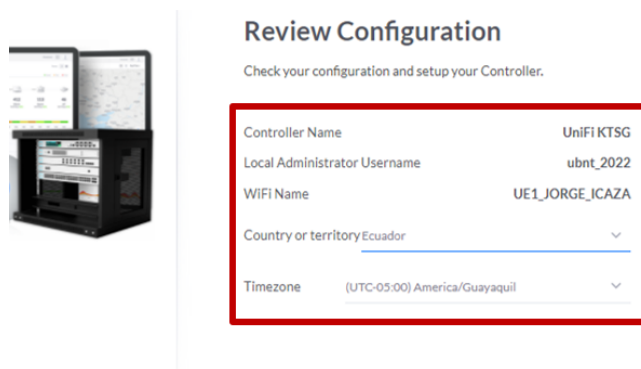 Review Configuration
Check your configuration and setup your Controller.
Controller Name UniFi KTSG
Local Administrator Username ubnt_2022
WiFi Name UE1_JORGE_ICAZA
Country or territory Ecuador
Timezone (UTC-05:00) America/Guayaquil